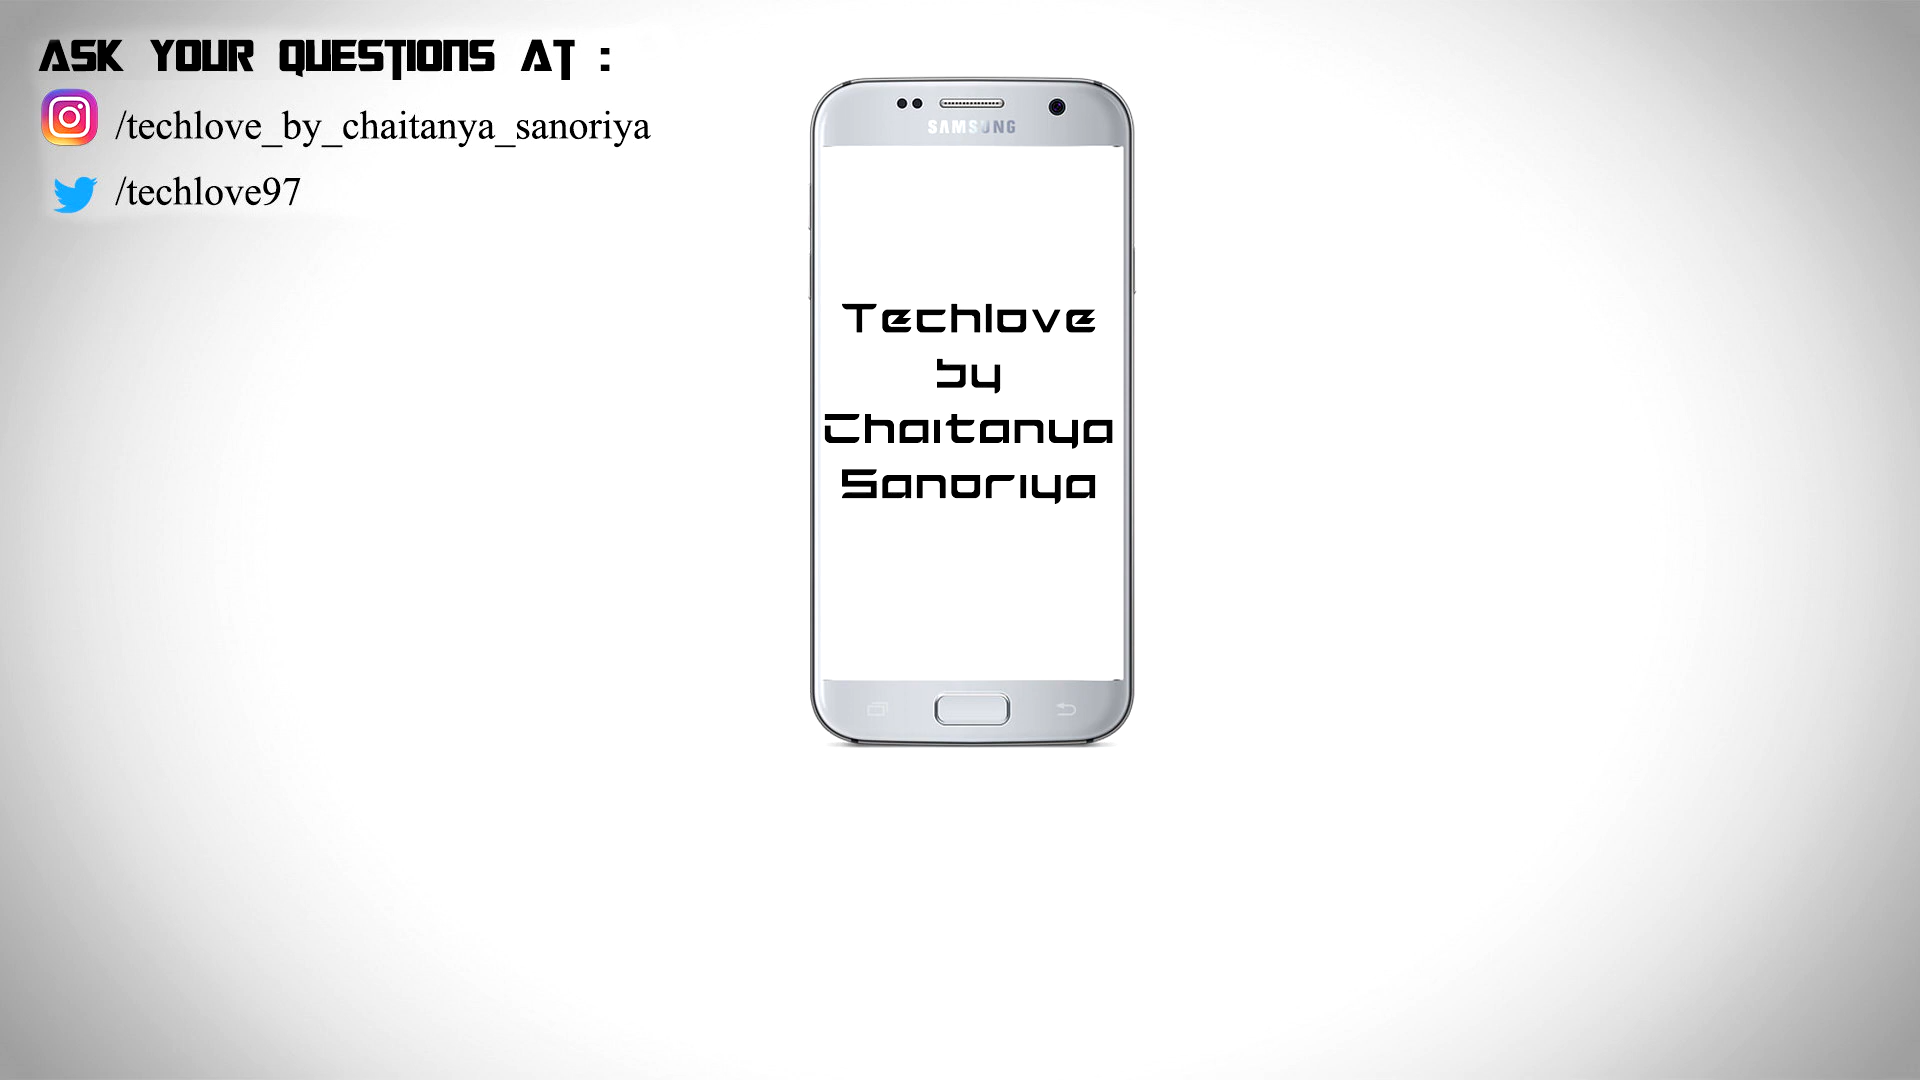 ASK YOUR QUESTIONS AT :
/techlove_by_chaitanya_sanoriya
/techlove97
SAMSUNG
Techlove
by
Chaitanya
Sanoriya